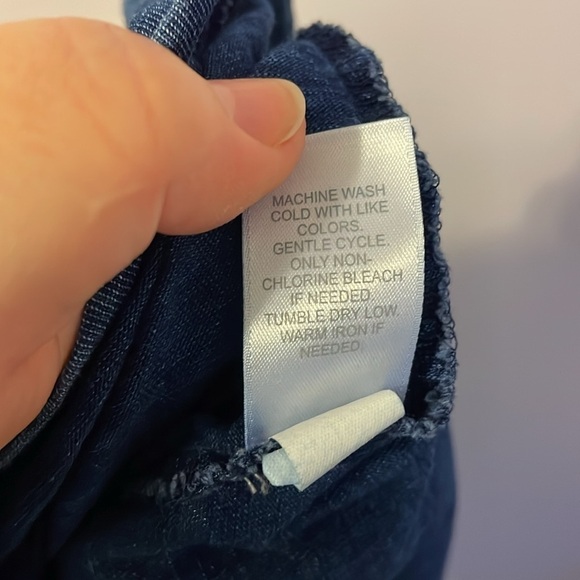 MACHINE WASH
COLD WITH LIKE
COLORS.
GENTLE CYCLE.
ONLY NON-
CHLORINE BLEACH
IF NEEDED.
TUMBLE DRY LOW.
WARM IRON IF
NEEDED.